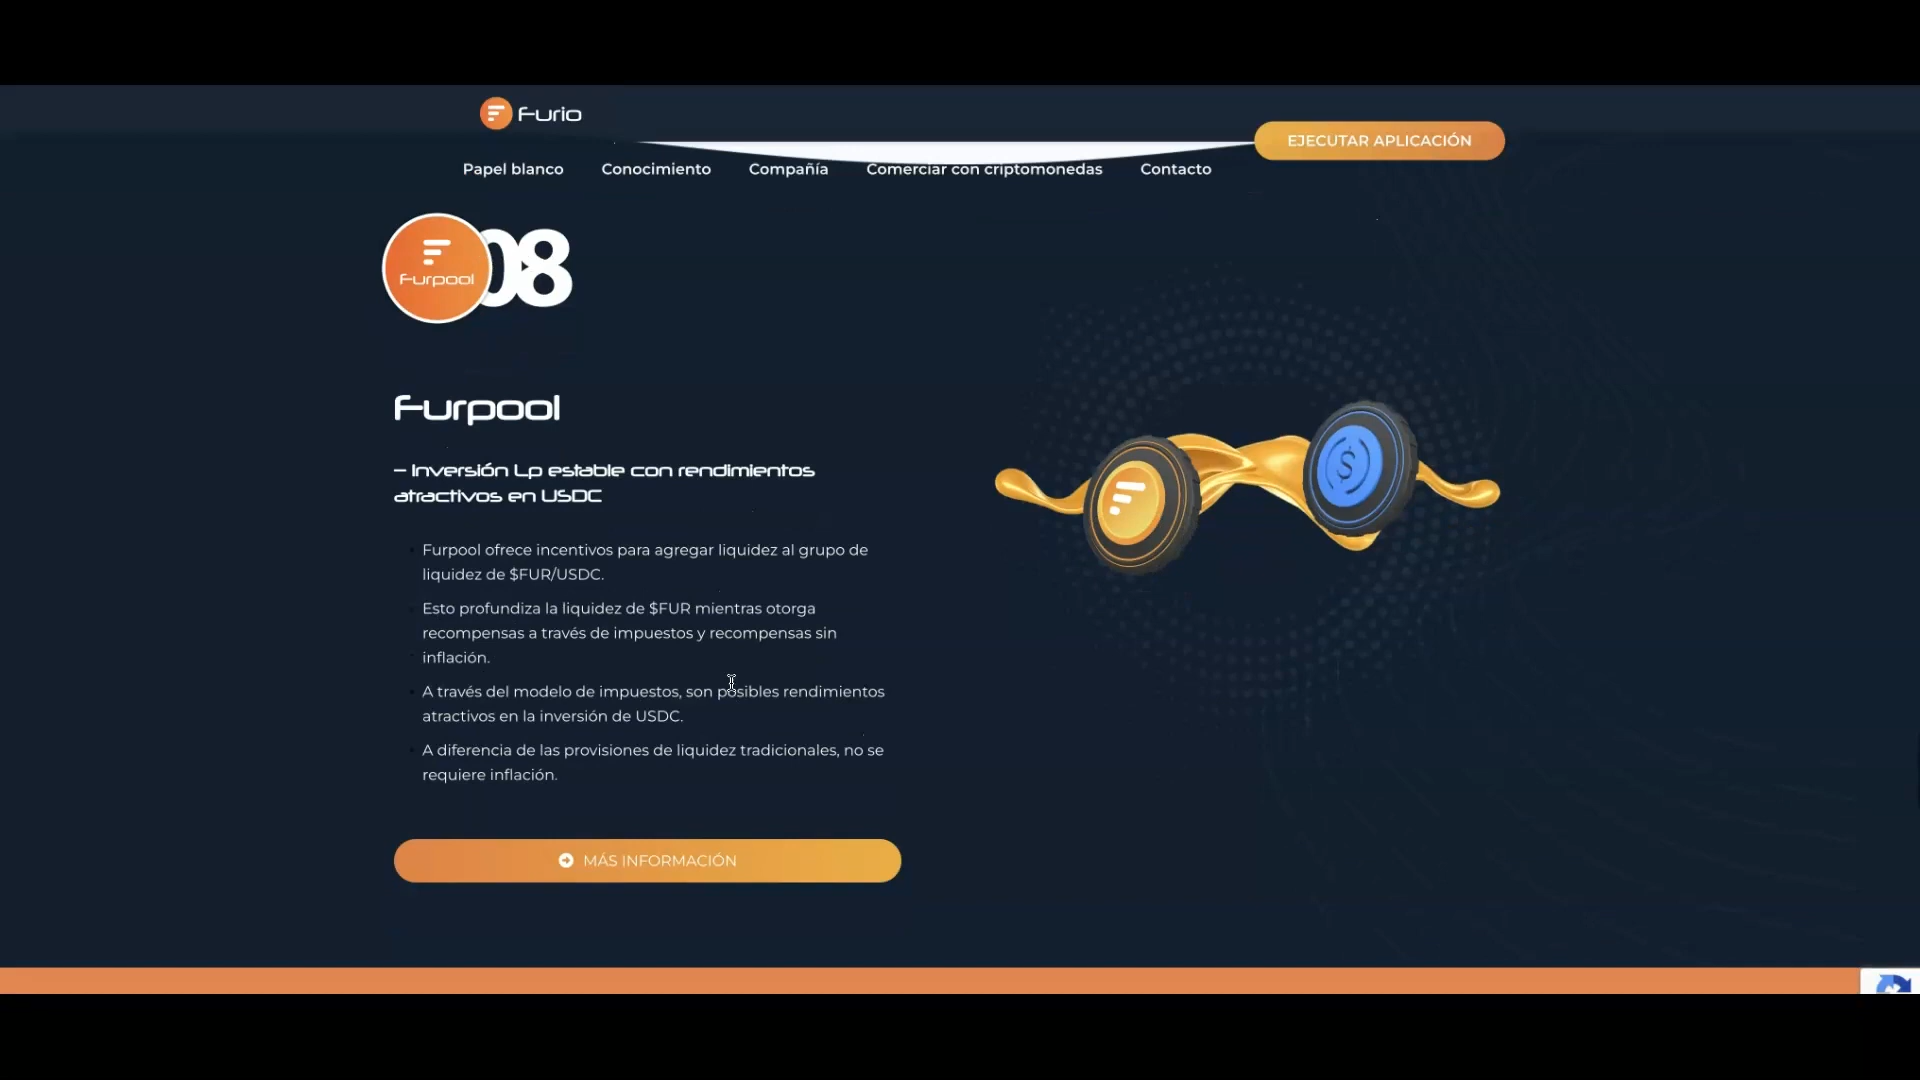 Furio
EJECUTAR APLICACIÓN
Papel blanco
Conocimiento
Compañía
Comerciar con criptomonedas
Contacto
Furpool
08
Furpool
– Inversión Lp estable con rendimientos
atractivos en USDC
Furpool ofrece incentivos para agregar liquidez al grupo de
liquidez de $FUR/USDC.
Esto profundiza la liquidez de $FUR mientras otorga
recompensas a través de impuestos y recompensas sin
inflación.
A través del modelo de impuestos, son posibles rendimientos
atractivos en la inversión de USDC.
A diferencia de las provisiones de liquidez tradicionales, no se
requiere inflación.
MÁS INFORMACIÓN